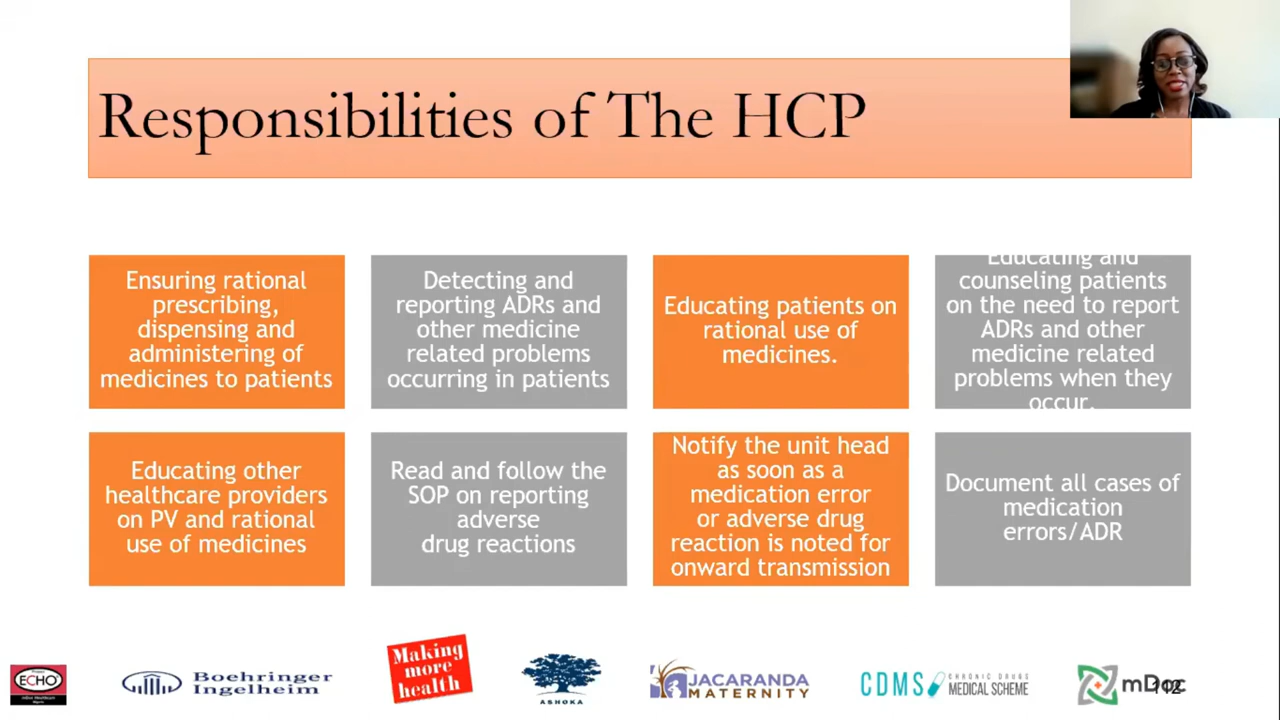 Responsibilities of The HCP
Ensuring rational
prescribing,
dispensing and
administering of
medicines to patients
Detecting and
reporting ADRs and
other medicine
related problems
occurring in patients
Educating patients on
rational use of
medicines.
Educating and
counseling patients
on the need to report
ADRs and other
medicine related
problems when they
occur.
Educating other
healthcare providers
on PV and rational
use of medicines
Read and follow the
SOP on reporting
adverse
drug reactions
Notify the unit head
as soon as a
medication error
or adverse drug
reaction is noted for
onward transmission
Document all cases of
medication
errors/ADR
ECHO
Boehringer
Ingelheim
Making
more
health
ASHOKA
JACARANDA
MATERNITY
CDMS
CHRONIC DRUGS
MEDICAL SCHEME
mDoc
112